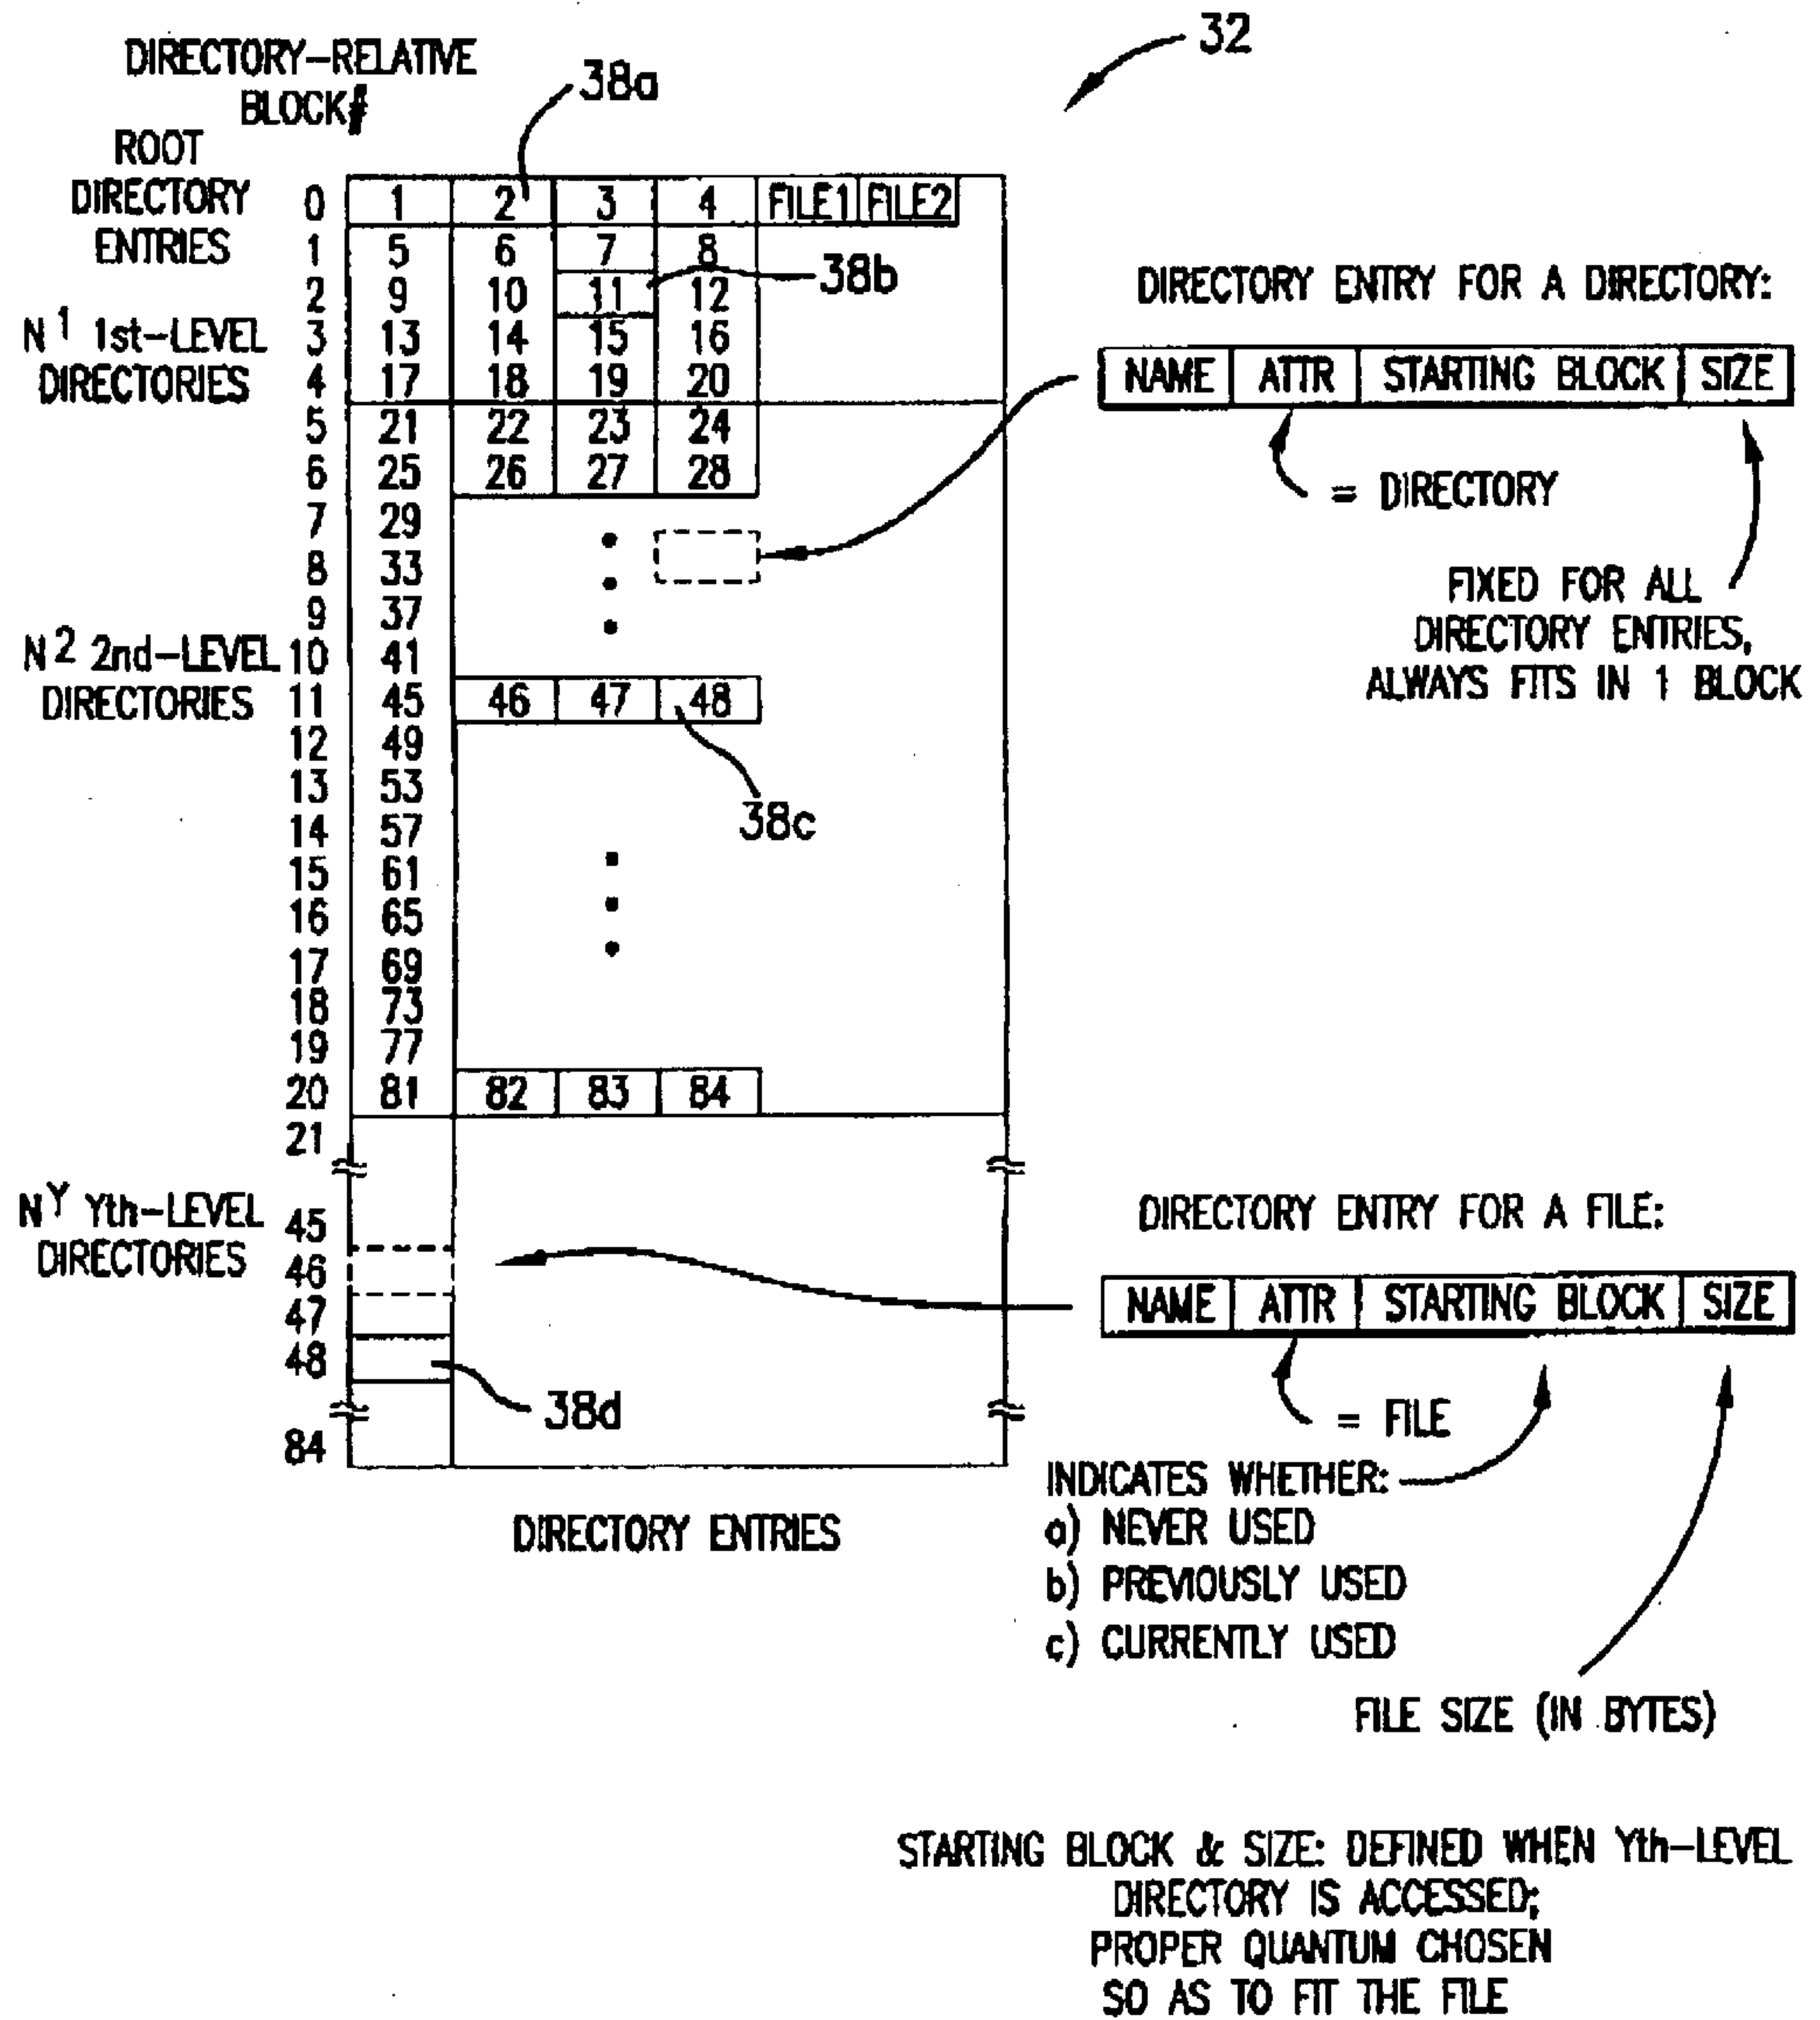 32
DIRECTORY-RELATIVE
BLOCK#
38a
ROOT
DIRECTORY
ENTRIES
0 1 2 3 4 FILE1 FILE2
1 5 6 7 8
38b
2 9 10 11 12
N1 1st-LEVEL
DIRECTORIES
3 13 14 15 16
4 17 18 19 20
5 21 22 23 24
6 25 26 27 28
7 29
8 33
9 37
N2 2nd-LEVEL
DIRECTORIES
10 41
11 45 46 47 48
12 49
13 53
38c
14 57
15 61
16 65
17 69
18 73
19 77
20 81 82 83 84
21
NY Yth-LEVEL
DIRECTORIES
45
46
47
48
38d
84
DIRECTORY ENTRIES
DIRECTORY ENTRY FOR A DIRECTORY:
NAME ATTR STARTING BLOCK SIZE
= DIRECTORY
FIXED FOR ALL
DIRECTORY ENTRIES,
ALWAYS FITS IN 1 BLOCK
DIRECTORY ENTRY FOR A FILE:
NAME ATTR STARTING BLOCK SIZE
= FILE
INDICATES WHETHER:
a) NEVER USED
b) PREVIOUSLY USED
c) CURRENTLY USED
FILE SIZE (IN BYTES)
STARTING BLOCK & SIZE: DEFINED WHEN Yth-LEVEL
DIRECTORY IS ACCESSED;
PROPER QUANTUM CHOSEN
SO AS TO FIT THE FILE